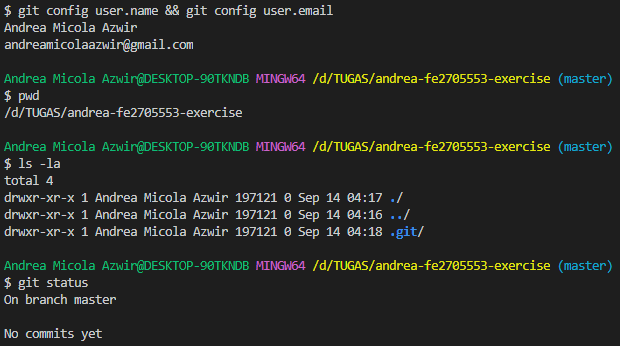 $ git config user.name && git config user.email
Andrea Micola Azwir
andreamicolaazwir@gmail.com
Andrea Micola Azwir@DESKTOP-90TKNDB MINGW64 /d/TUGAS/andrea-fe2705553-exercise (master)
$ pwd
/d/TUGAS/andrea-fe2705553-exercise
Andrea Micola Azwir@DESKTOP-90TKNDB MINGW64 /d/TUGAS/andrea-fe2705553-exercise (master)
$ ls -la
total 4
drwxr-xr-x 1 Andrea Micola Azwir 197121 0 Sep 14 04:17 ./
drwxr-xr-x 1 Andrea Micola Azwir 197121 0 Sep 14 04:16 ../
drwxr-xr-x 1 Andrea Micola Azwir 197121 0 Sep 14 04:18 .git/
Andrea Micola Azwir@DESKTOP-90TKNDB MINGW64 /d/TUGAS/andrea-fe2705553-exercise (master)
$ git status
On branch master
No commits yet